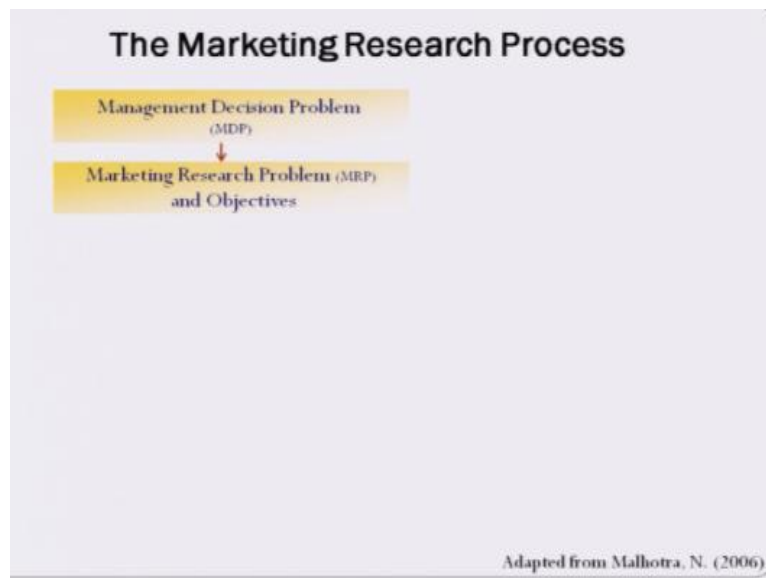 The Marketing Research Process
Management Decision Problem
(MDP)
Marketing Research Problem (MRP)
and Objectives
Adapted from Malhotra, N. (2006)